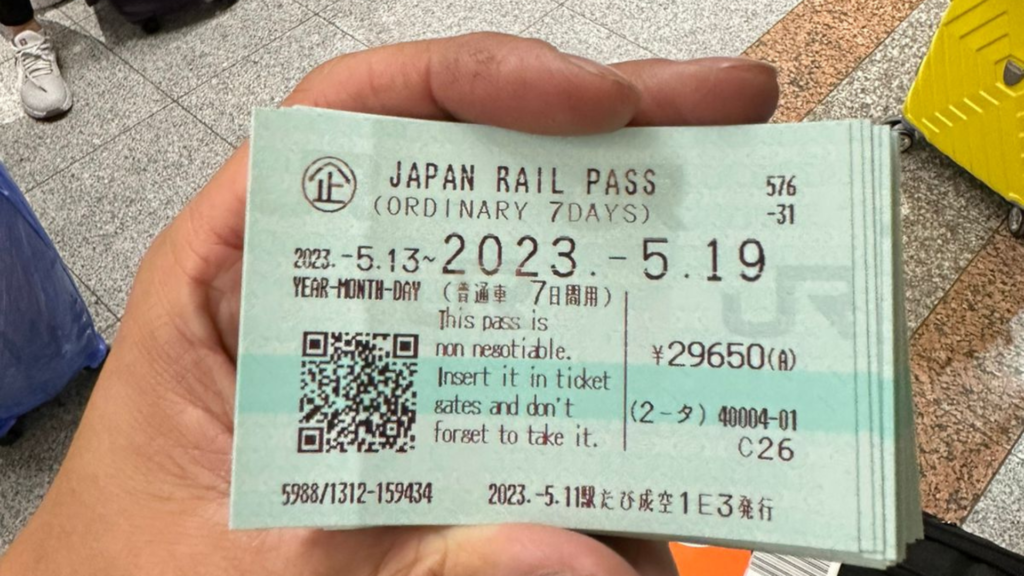 企 JAPAN RAIL PASS
(ORDINARY 7DAYS)
576
-31
2023.-5.13~2023.-5.19
YEAR-MONTH-DAY (普通車 7日間用)
This pass is
non negotiable.
Insert it in ticket
gates and don't
forget to take it.
¥29650(A)
(2-タ) 40004-01
C26
5988/1312-159434 2023.-5.11駅たび成空1E3発行
JR